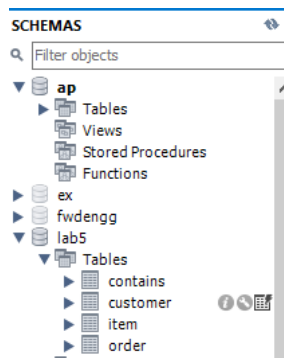 SCHEMAS
Filter objects
ap
Tables
Views
Stored Procedures
Functions
ex
fwdengg
lab5
Tables
contains
customer
item
order